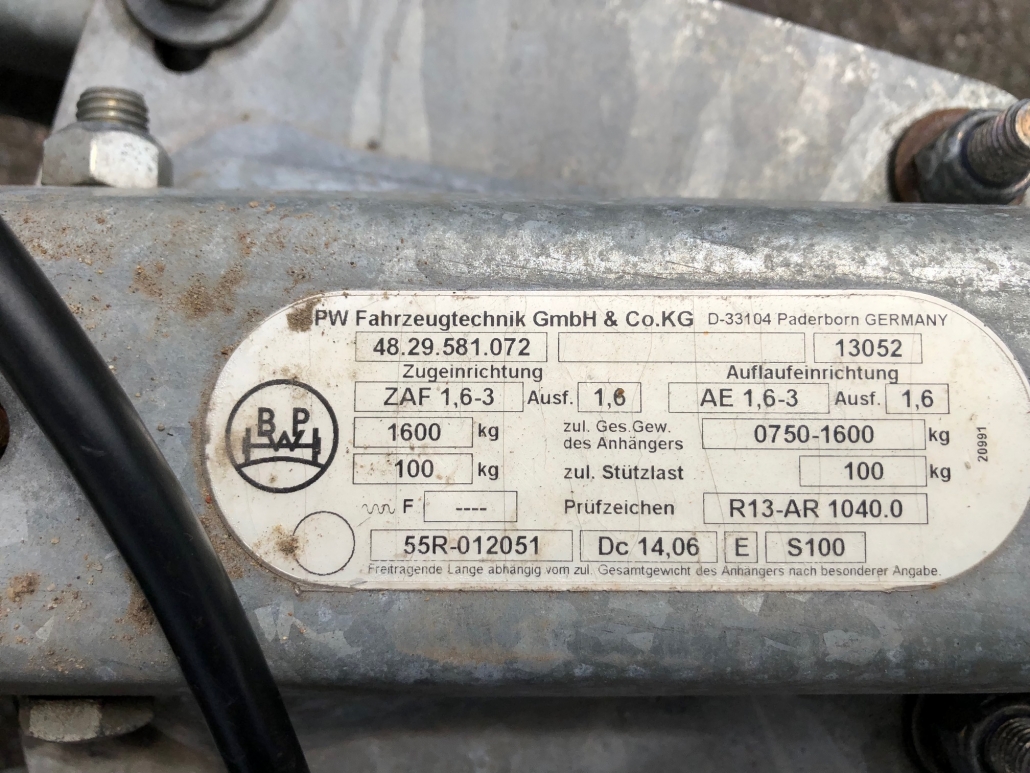 PW Fahrzeugtechnik GmbH & Co.KG D-33104 Paderborn GERMANY
48.29.581.072 13052
Zugeinrichtung Auflaufeinrichtung
ZAF 1,6-3 Ausf. 1,6 AE 1,6-3 Ausf. 1,6
BPW
1600 kg zul. Ges.Gew. des Anhängers 0750-1600 kg
100 kg zul. Stützlast 100 kg
F ---- Prüfzeichen R13-AR 1040.0
55R-012051 Dc 14,06 E S100
Freitragende Länge abhängig vom zul. Gesamtgewicht des Anhängers nach besonderer Angabe.
20991